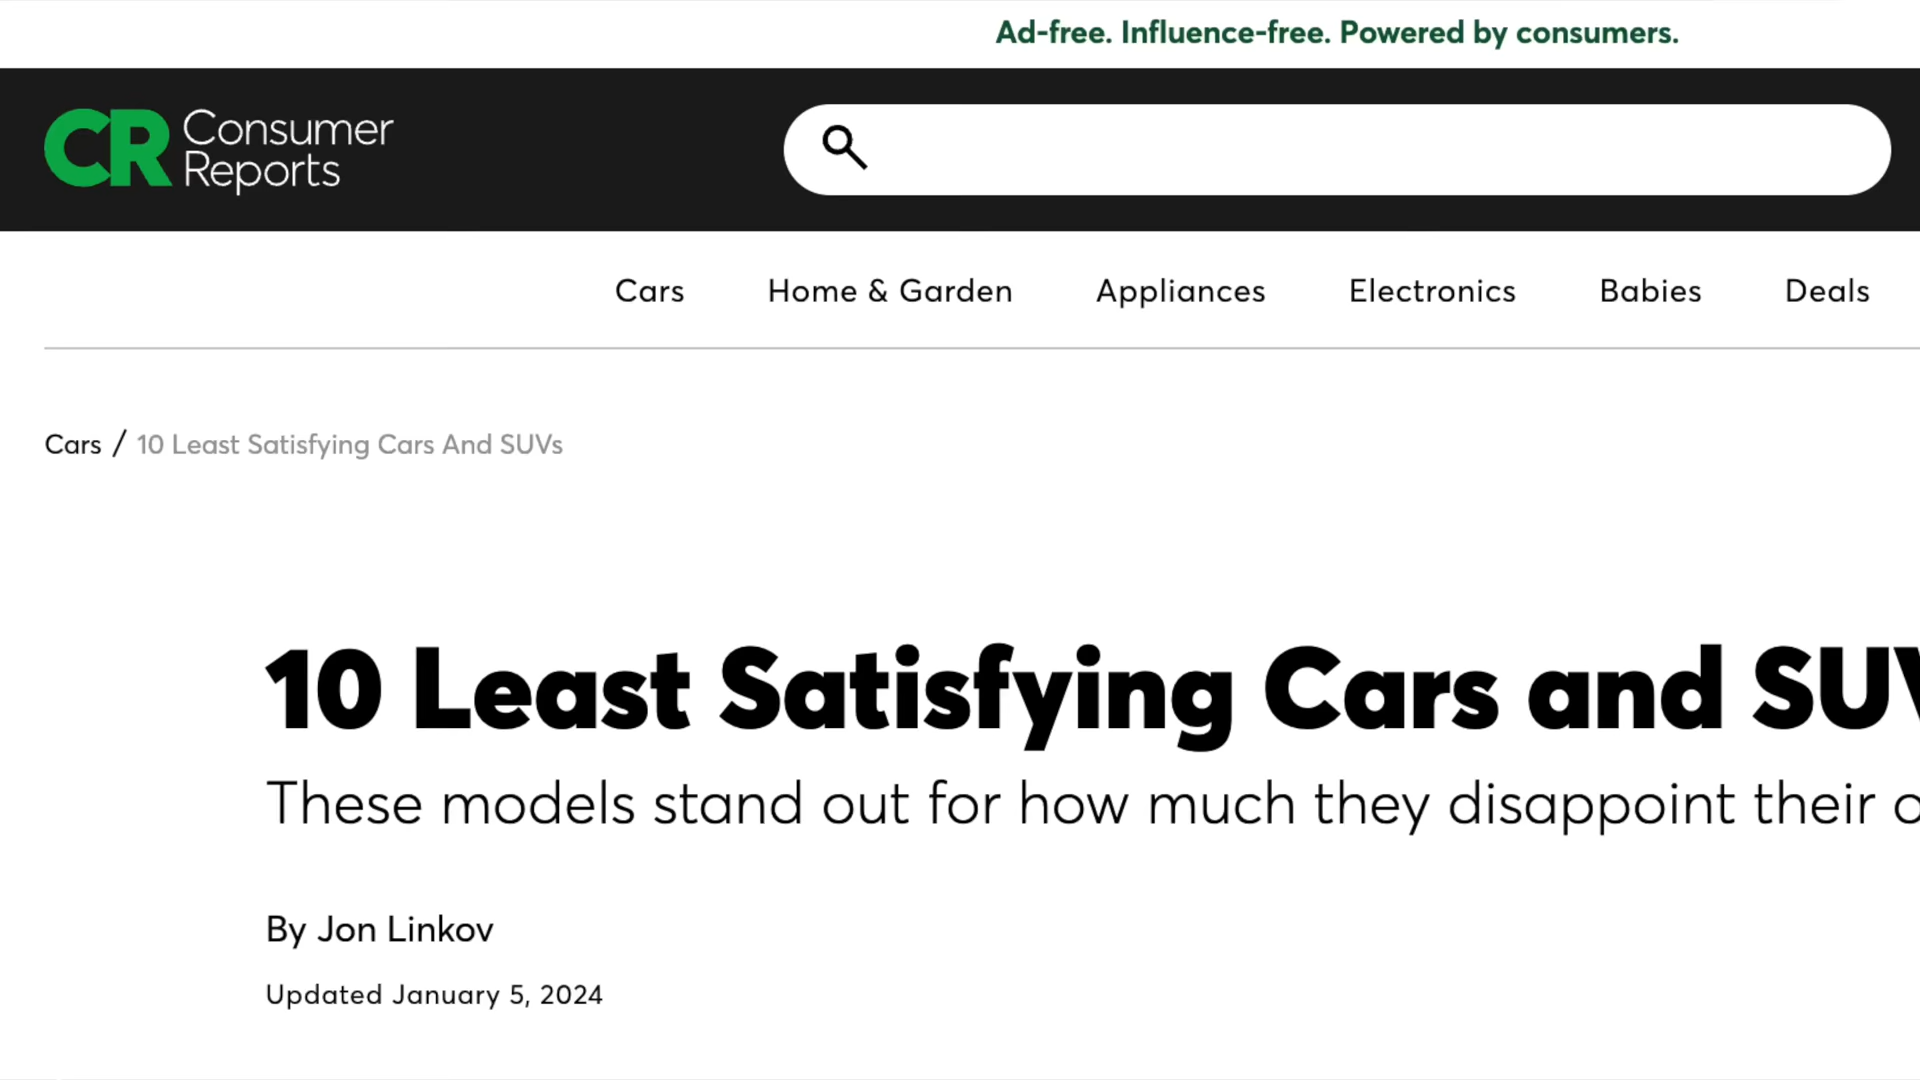 Ad-free. Influence-free. Powered by consumers.
CR Consumer
Reports
Cars Home & Garden Appliances Electronics Babies Deals
Cars / 10 Least Satisfying Cars And SUVs
10 Least Satisfying Cars and SUV
These models stand out for how much they disappoint their o
By Jon Linkov
Updated January 5, 2024